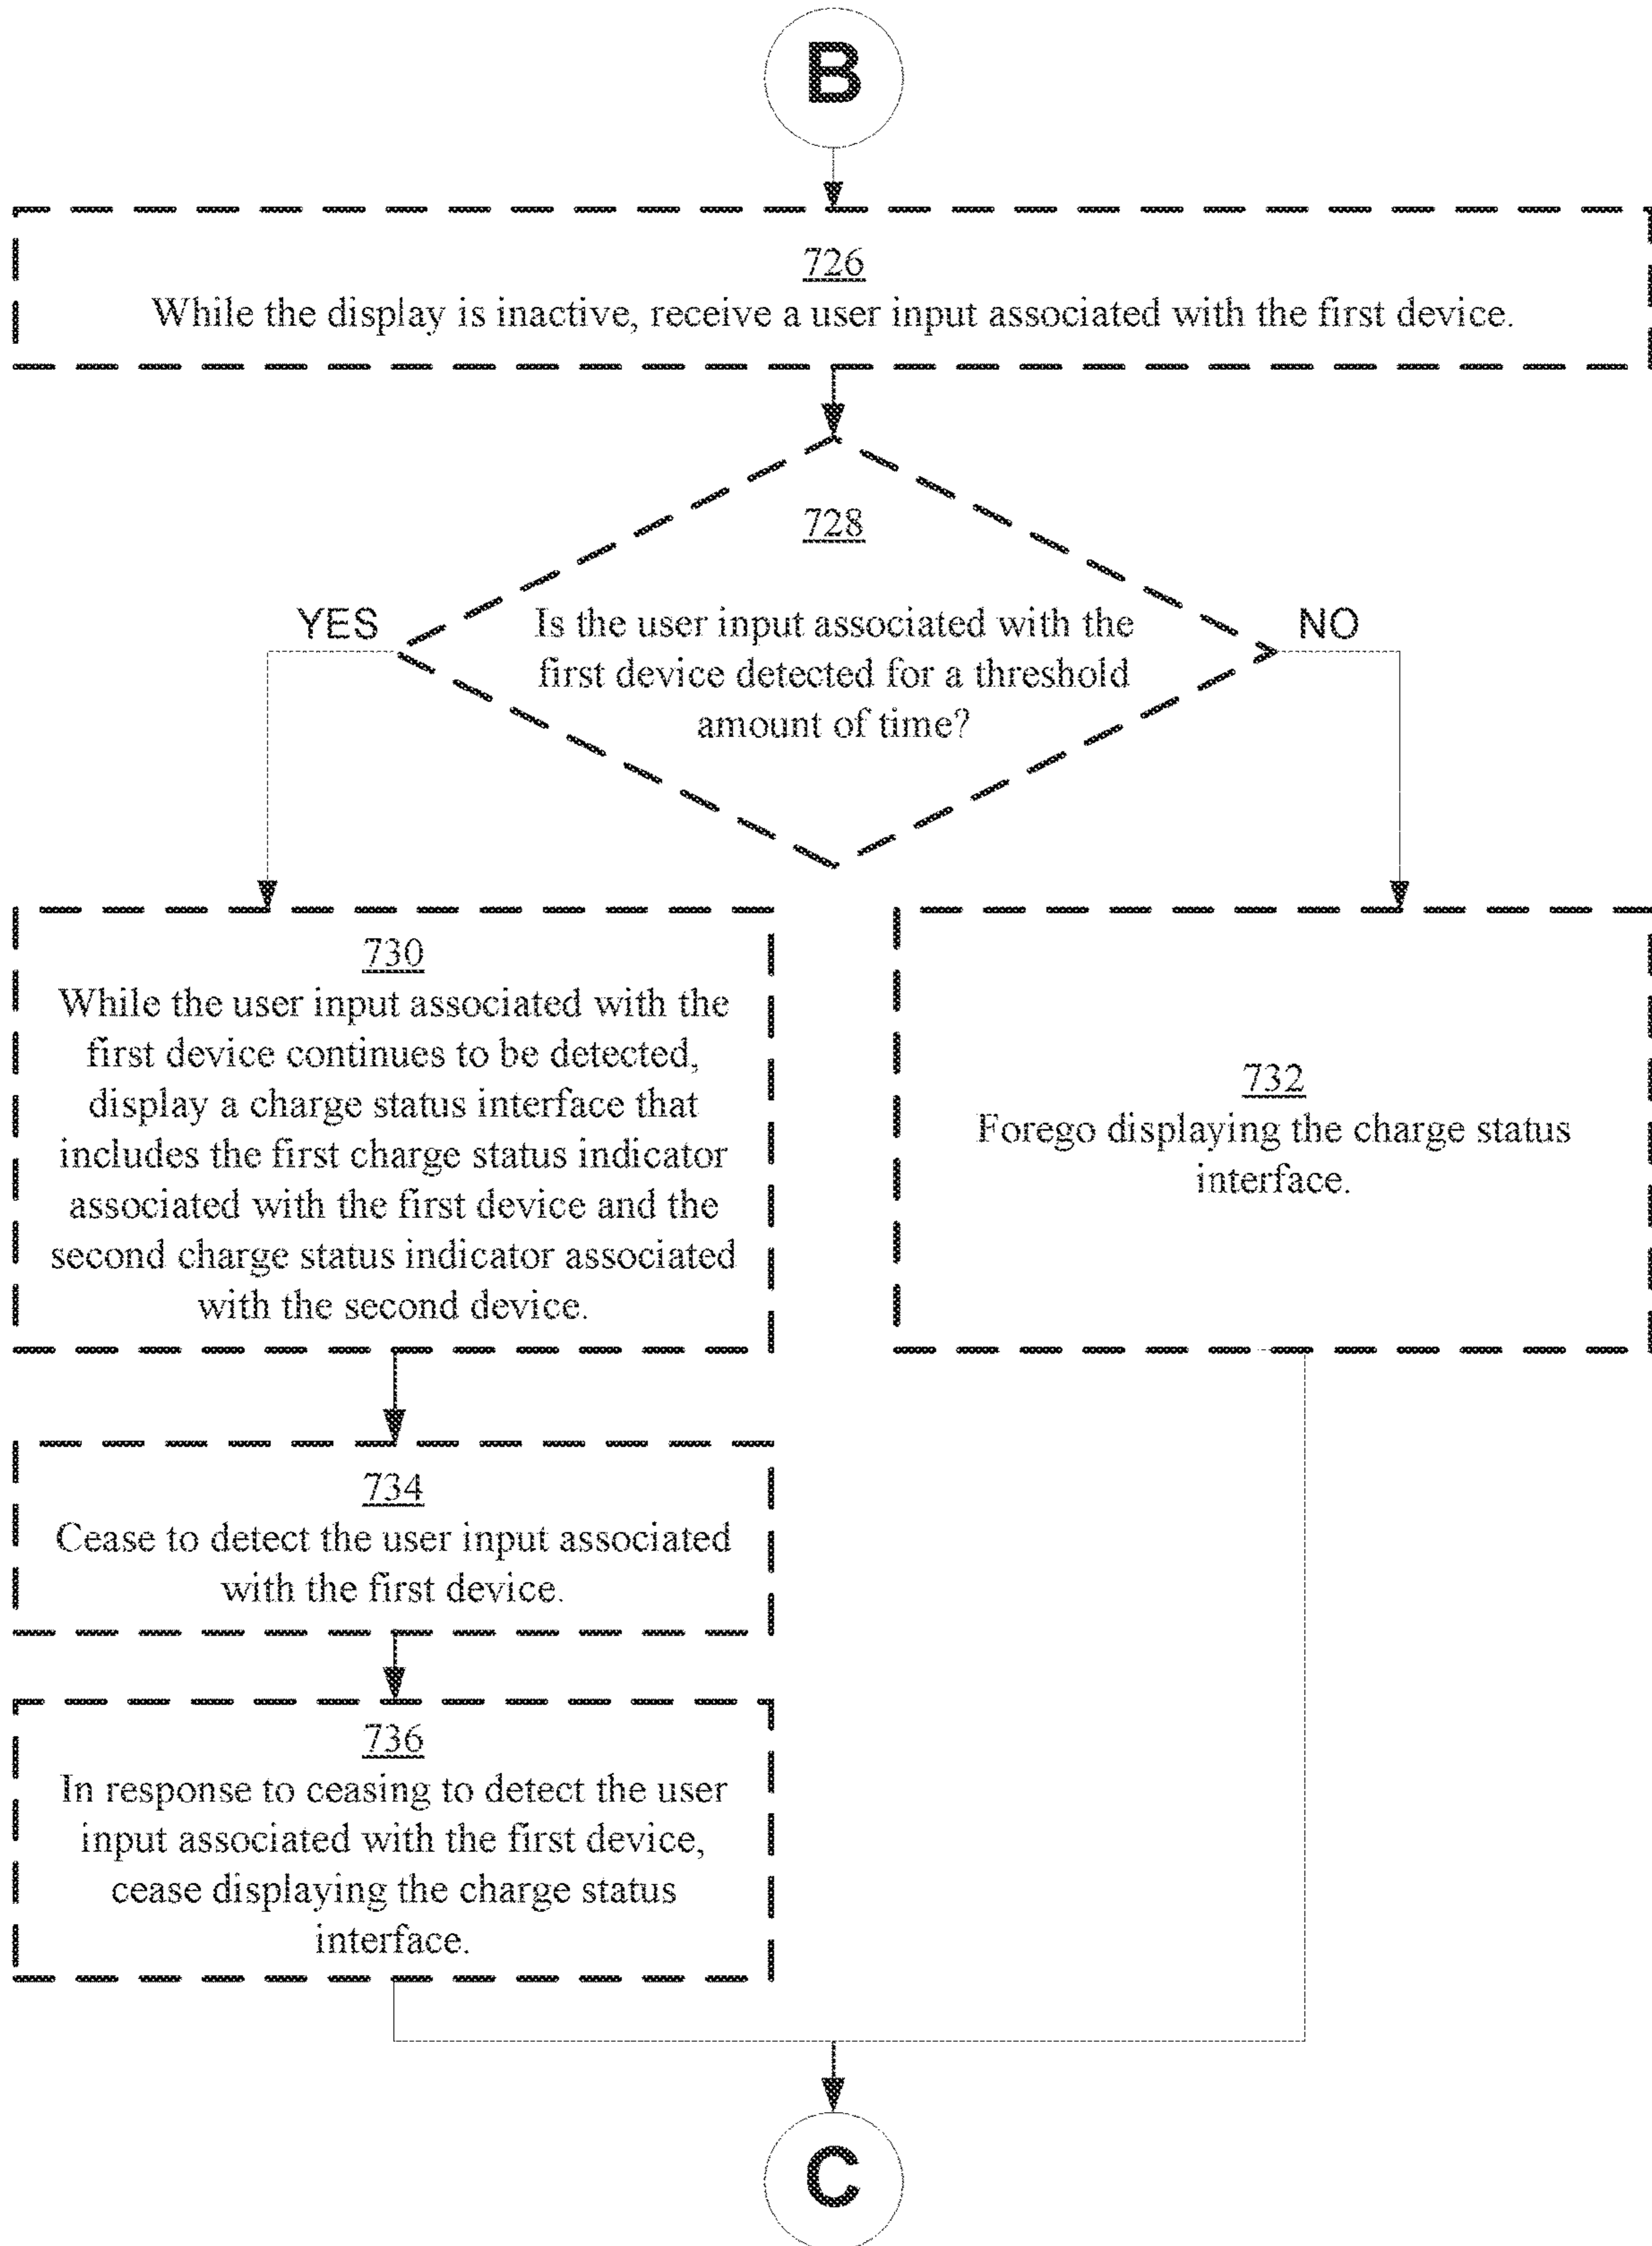 B
726
While the display is inactive, receive a user input associated with the first device.
728
YES
Is the user input associated with the
first device detected for a threshold
amount of time?
NO
730
While the user input associated with the
first device continues to be detected,
display a charge status interface that
includes the first charge status indicator
associated with the first device and the
second charge status indicator associated
with the second device.
732
Forego displaying the charge status
interface.
734
Cease to detect the user input associated
with the first device.
736
In response to ceasing to detect the user
input associated with the first device,
cease displaying the charge status
interface.
C